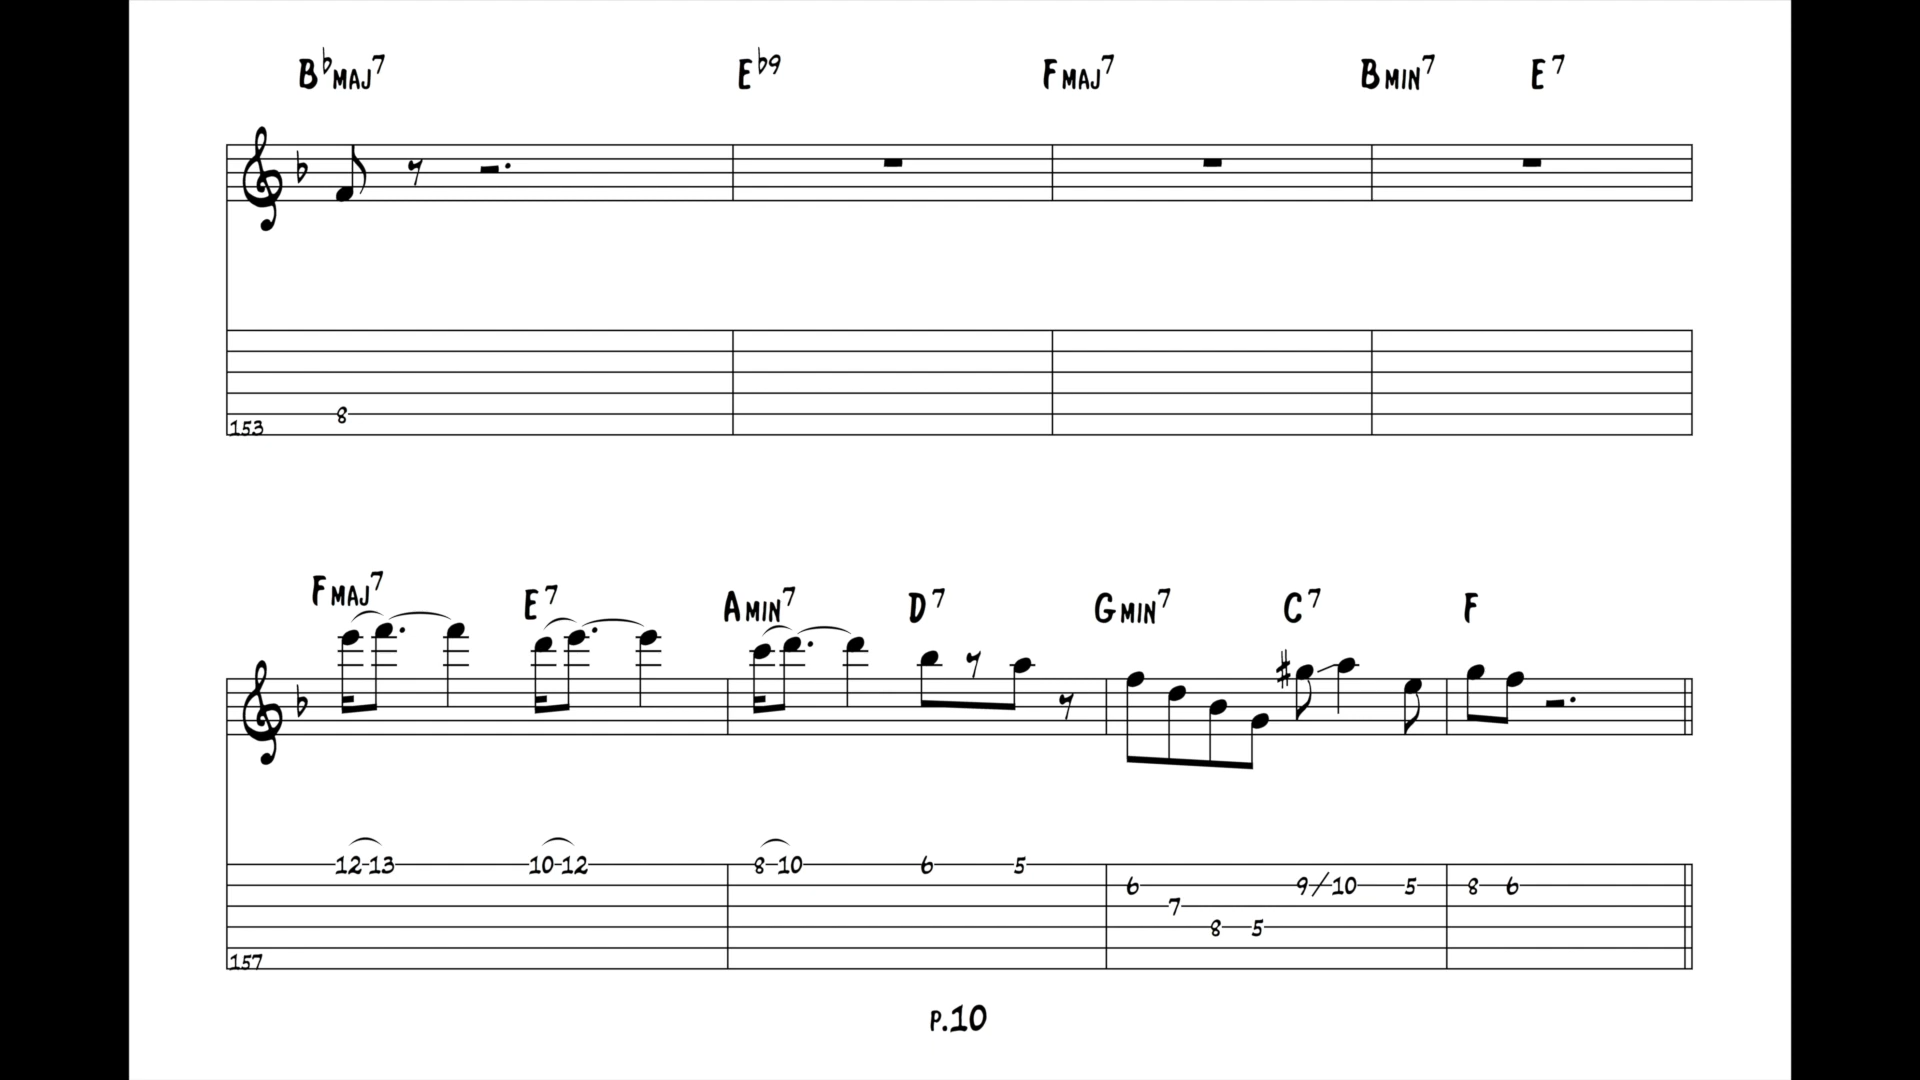 B♭MAJ7 E♭9 FMAJ7 BMIN7 E7
8
153
FMAJ7 E7 AMIN7 D7 GMIN7 C7 F
12 13 10 12 8 10 6 5 6 7 8 5 9/10 5 8 6
157
P.10